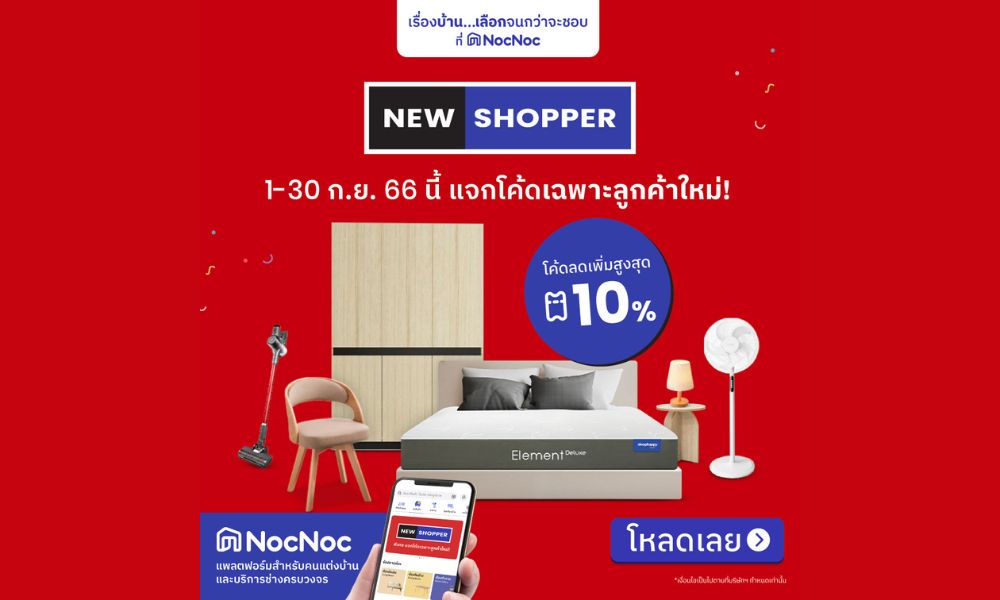 เรื่องบ้าน...เลือกจนกว่าจะชอบ
ที่ NocNoc
NEW SHOPPER
1-30 ก.ย. 66 นี้ แจกโค้ดเฉพาะลูกค้าใหม่!
โค้ดลดเพิ่มสูงสุด
10%
Element Deluxe
NEW SHOPPER
NocNoc
แพลตฟอร์มสำหรับคนแต่งบ้าน
และบริการช่างครบวงจร
โหลดเลย
*เงื่อนไขเป็นไปตามที่บริษัทฯ กำหนดเท่านั้น